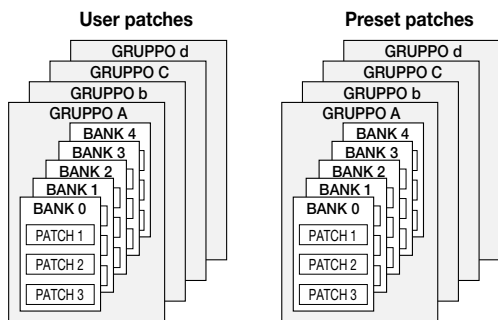 User patches
GRUPPO d
GRUPPO C
GRUPPO b
GRUPPO A
BANK 4
BANK 3
BANK 2
BANK 1
BANK 0
PATCH 1
PATCH 2
PATCH 3
Preset patches
GRUPPO d
GRUPPO C
GRUPPO b
GRUPPO A
BANK 4
BANK 3
BANK 2
BANK 1
BANK 0
PATCH 1
PATCH 2
PATCH 3